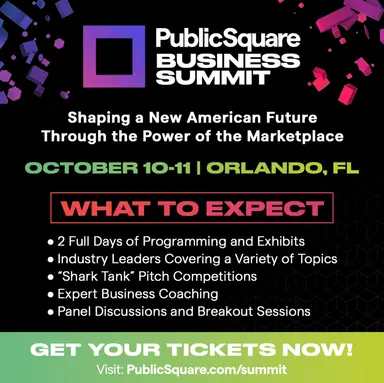 PublicSquare
BUSINESS
SUMMIT
Shaping a New American Future
Through the Power of the Marketplace
OCTOBER 10-11 | ORLANDO, FL
WHAT TO EXPECT
• 2 Full Days of Programming and Exhibits
• Industry Leaders Covering a Variety of Topics
• “Shark Tank” Pitch Competitions
• Expert Business Coaching
• Panel Discussions and Breakout Sessions
GET YOUR TICKETS NOW!
Visit: PublicSquare.com/summit